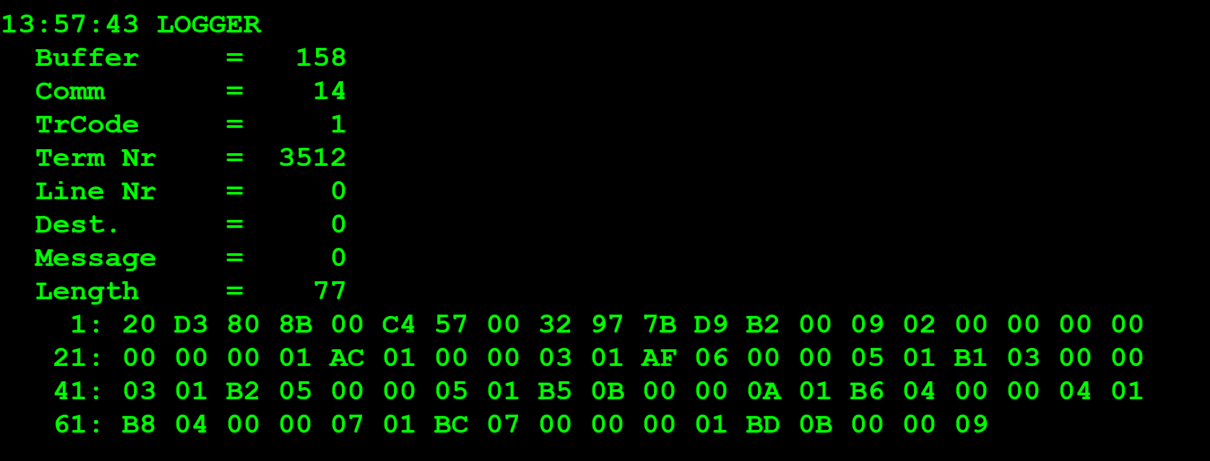 13:57:43 LOGGER
Buffer = 158
Comm = 14
TrCode = 1
Term Nr = 3512
Line Nr = 0
Dest. = 0
Message = 0
Length = 77
1: 20 D3 80 8B 00 C4 57 00 32 97 7B D9 B2 00 09 02 00 00 00 00
21: 00 00 00 01 AC 01 00 00 03 01 AF 06 00 00 05 01 B1 03 00 00
41: 03 01 B2 05 00 00 05 01 B5 0B 00 00 0A 01 B6 04 00 00 04 01
61: B8 04 00 00 07 01 BC 07 00 00 00 01 BD 0B 00 00 09